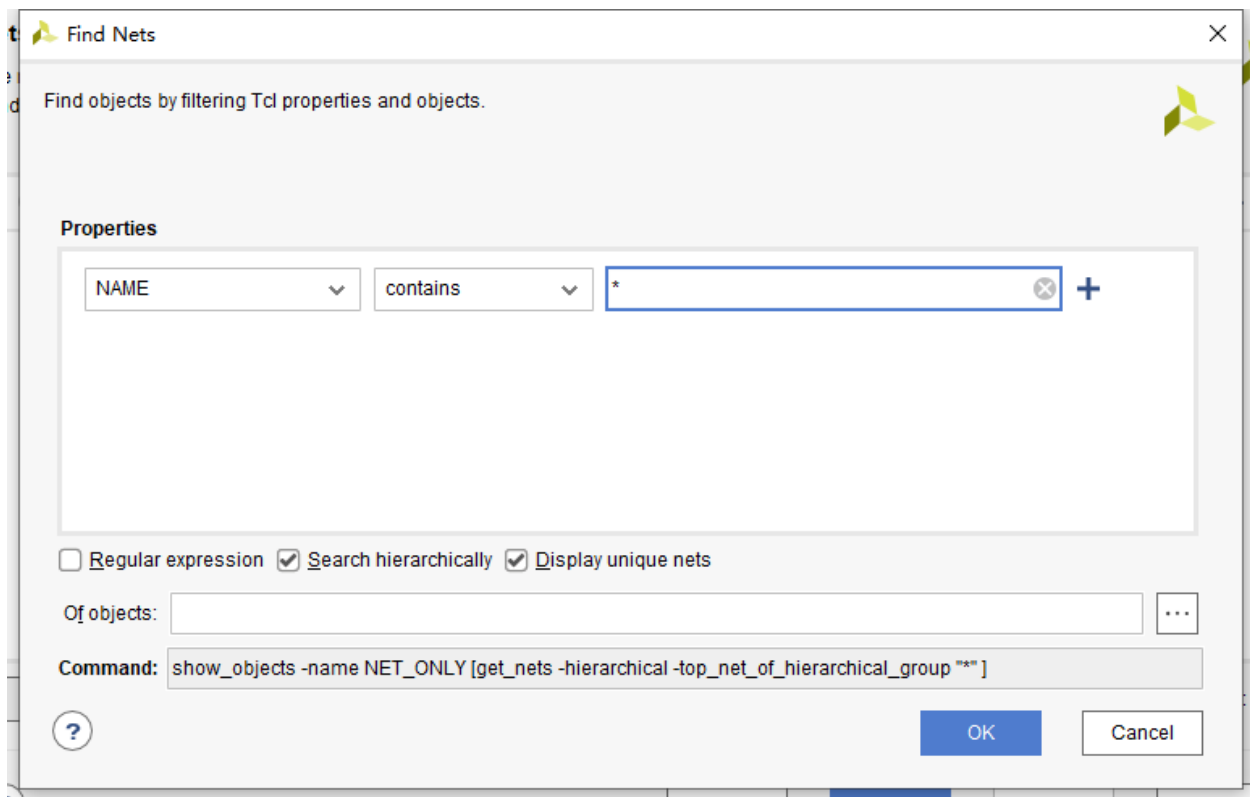 Find Nets
Find objects by filtering Tcl properties and objects.
Properties
NAME contains *
Regular expression Search hierarchically Display unique nets
Of objects: ...
Command: show_objects -name NET_ONLY [get_nets -hierarchical -top_net_of_hierarchical_group "*" ]
? OK Cancel